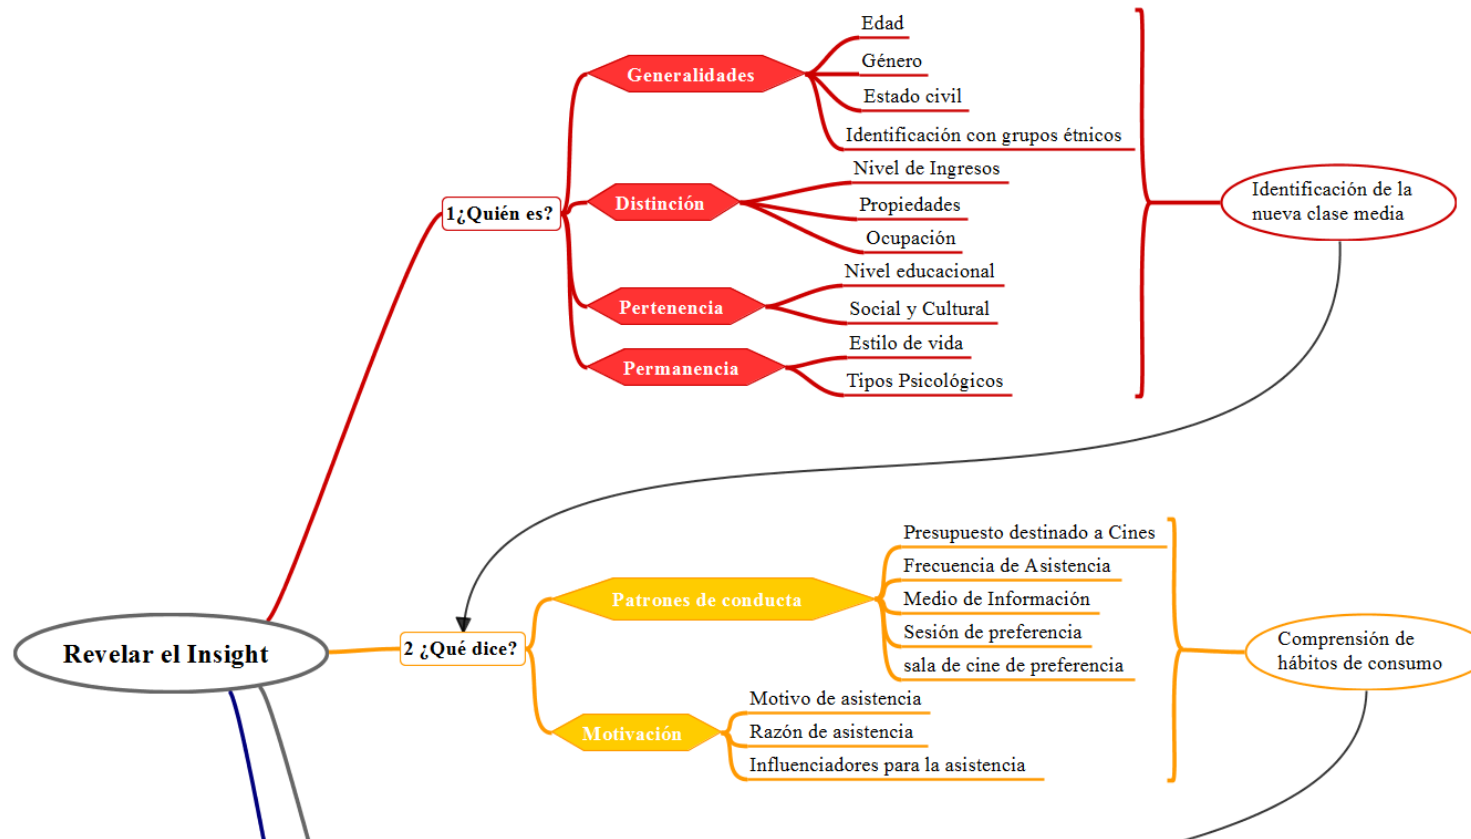 Revelar el Insight
1¿Quién es?
Generalidades
Edad
Género
Estado civil
Identificación con grupos étnicos
Distinción
Nivel de Ingresos
Propiedades
Ocupación
Pertenencia
Nivel educacional
Social y Cultural
Permanencia
Estilo de vida
Tipos Psicológicos
Identificación de la
nueva clase media
2 ¿Qué dice?
Patrones de conducta
Presupuesto destinado a Cines
Frecuencia de Asistencia
Medio de Información
Sesión de preferencia
sala de cine de preferencia
Motivación
Motivo de asistencia
Razón de asistencia
Influenciadores para la asistencia
Comprensión de
hábitos de consumo